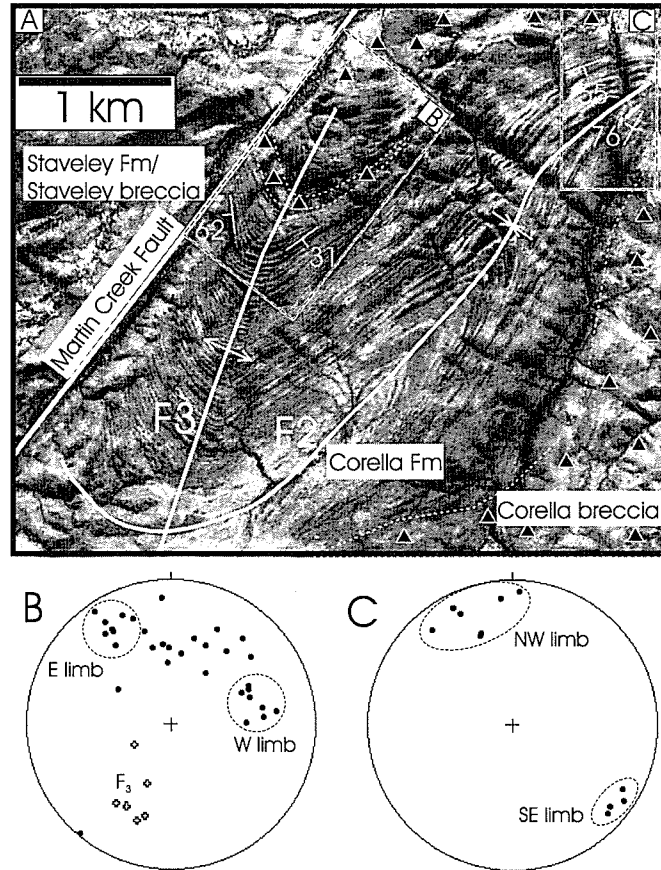 A
C
1 km
B
55
76
Staveley Fm/
Staveley breccia
62
31
Martin Creek Fault
F3
F2
Corella Fm
Corella breccia
B
E limb
W limb
F3
C
NW limb
SE limb